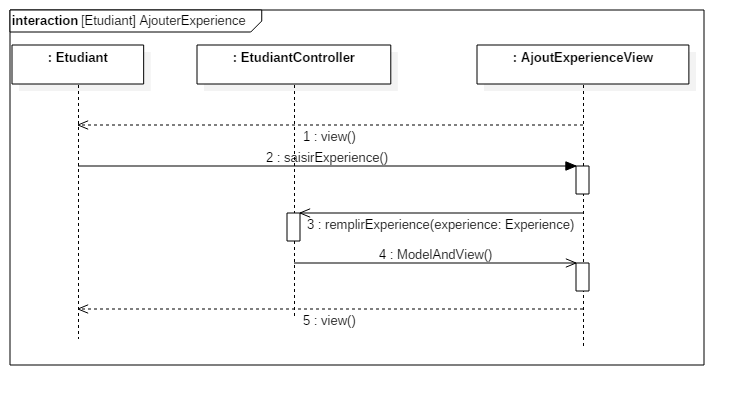 interaction [Etudiant] AjouterExperience
: Etudiant
: EtudiantController
: AjoutExperienceView
1 : view()
2 : saisirExperience()
3 : remplirExperience(experience: Experience)
4 : ModelAndView()
5 : view()